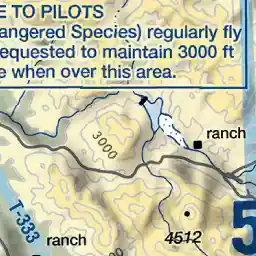 E TO PILOTS
angered Species) regularly fly
equested to maintain 3000 ft
e when over this area.
3000
ranch
T-333
5
ranch
4512